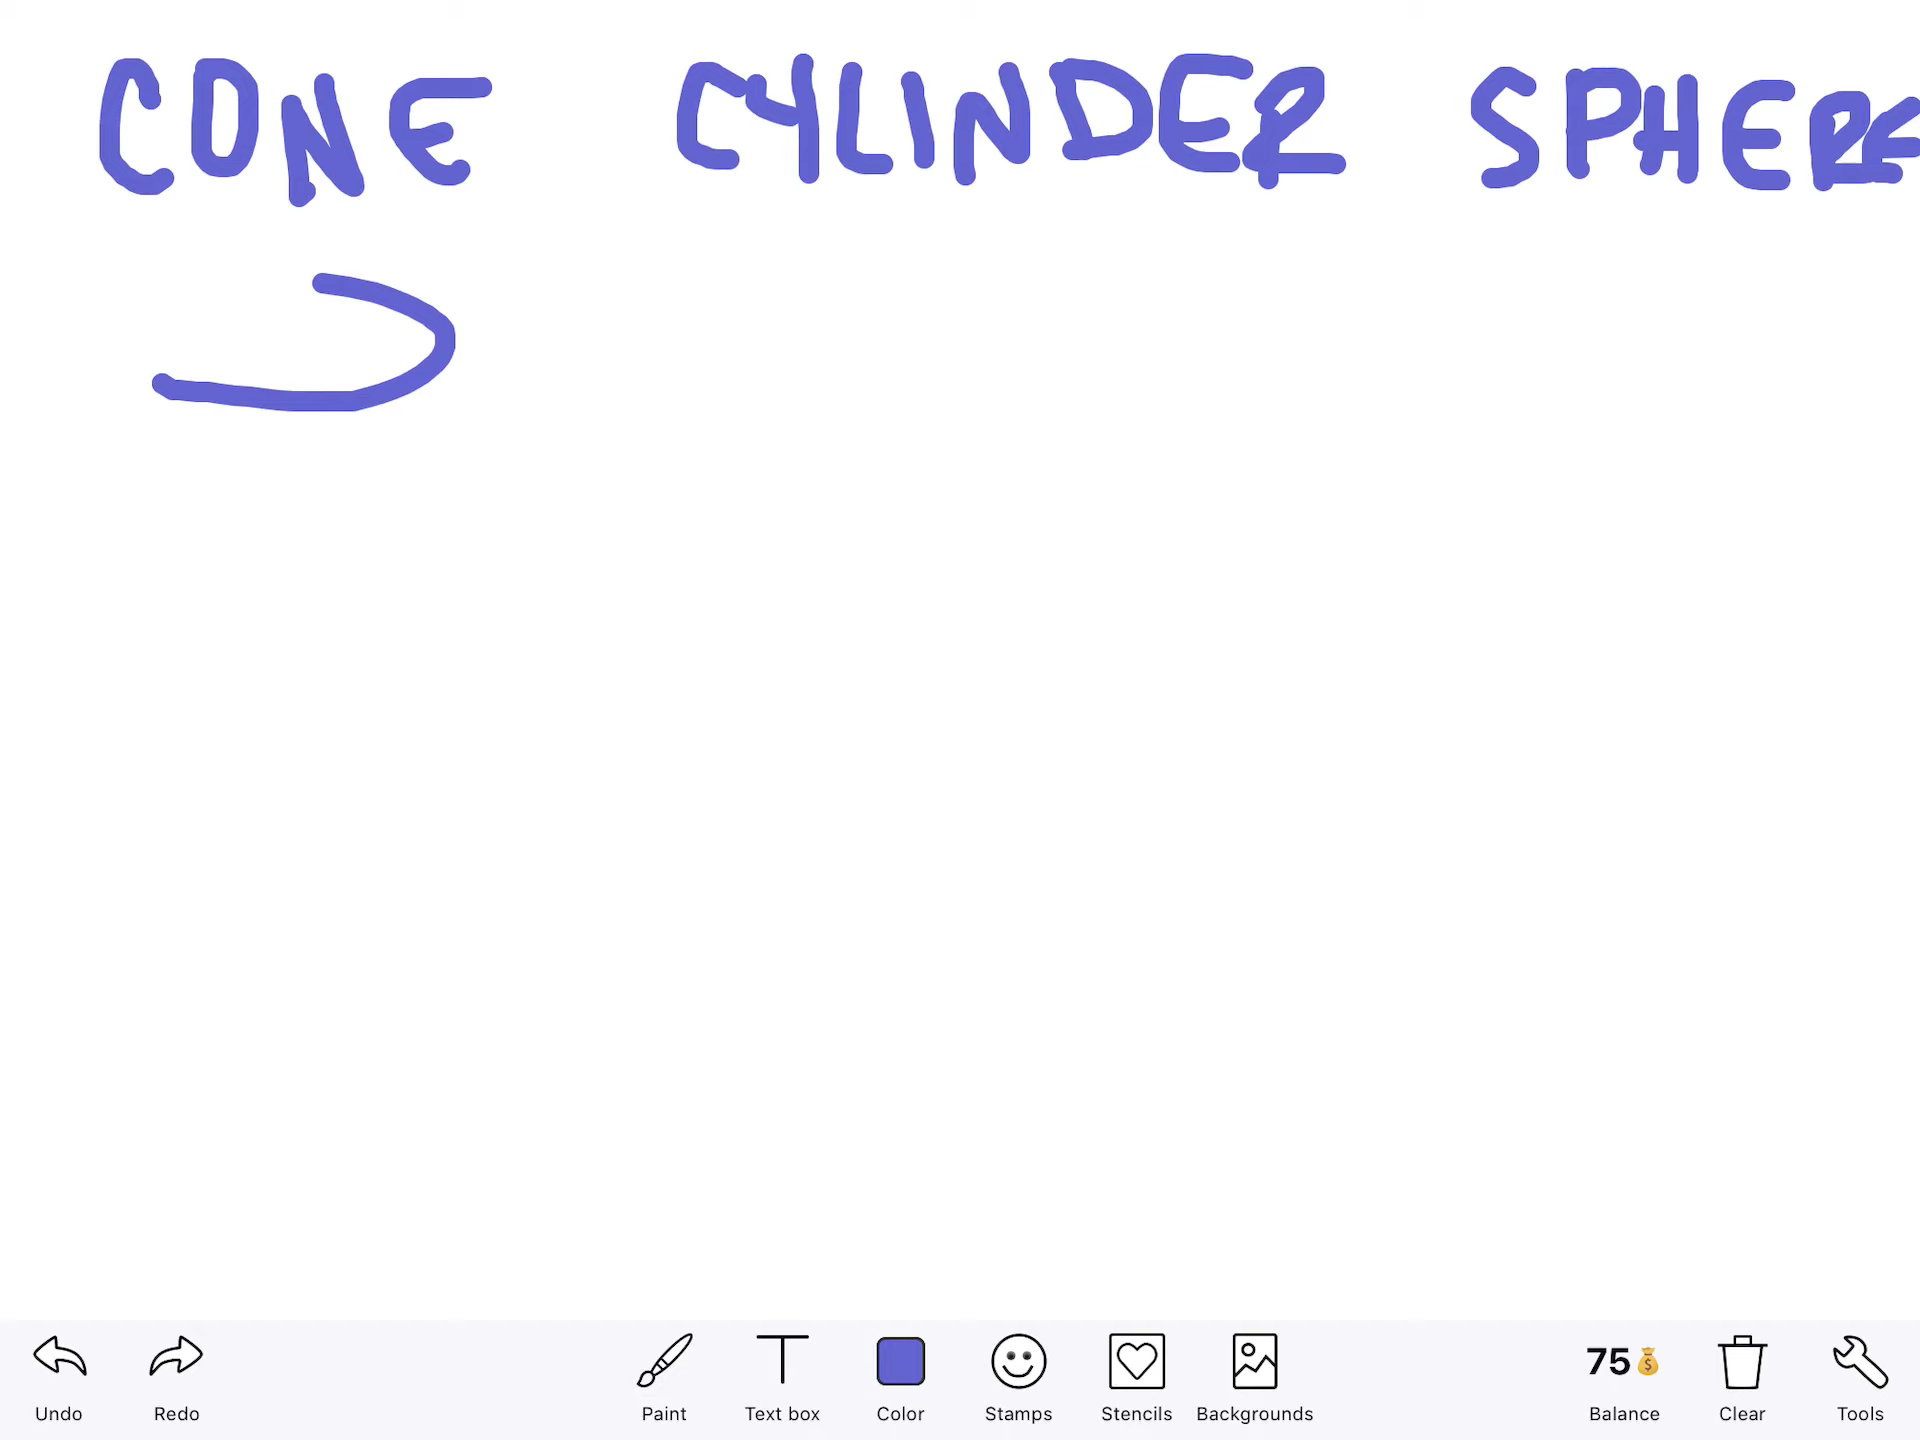 CONE CYLINDER SPHERE
75
Undo Redo Paint Text box Color Stamps Stencils Backgrounds Balance Clear Tools